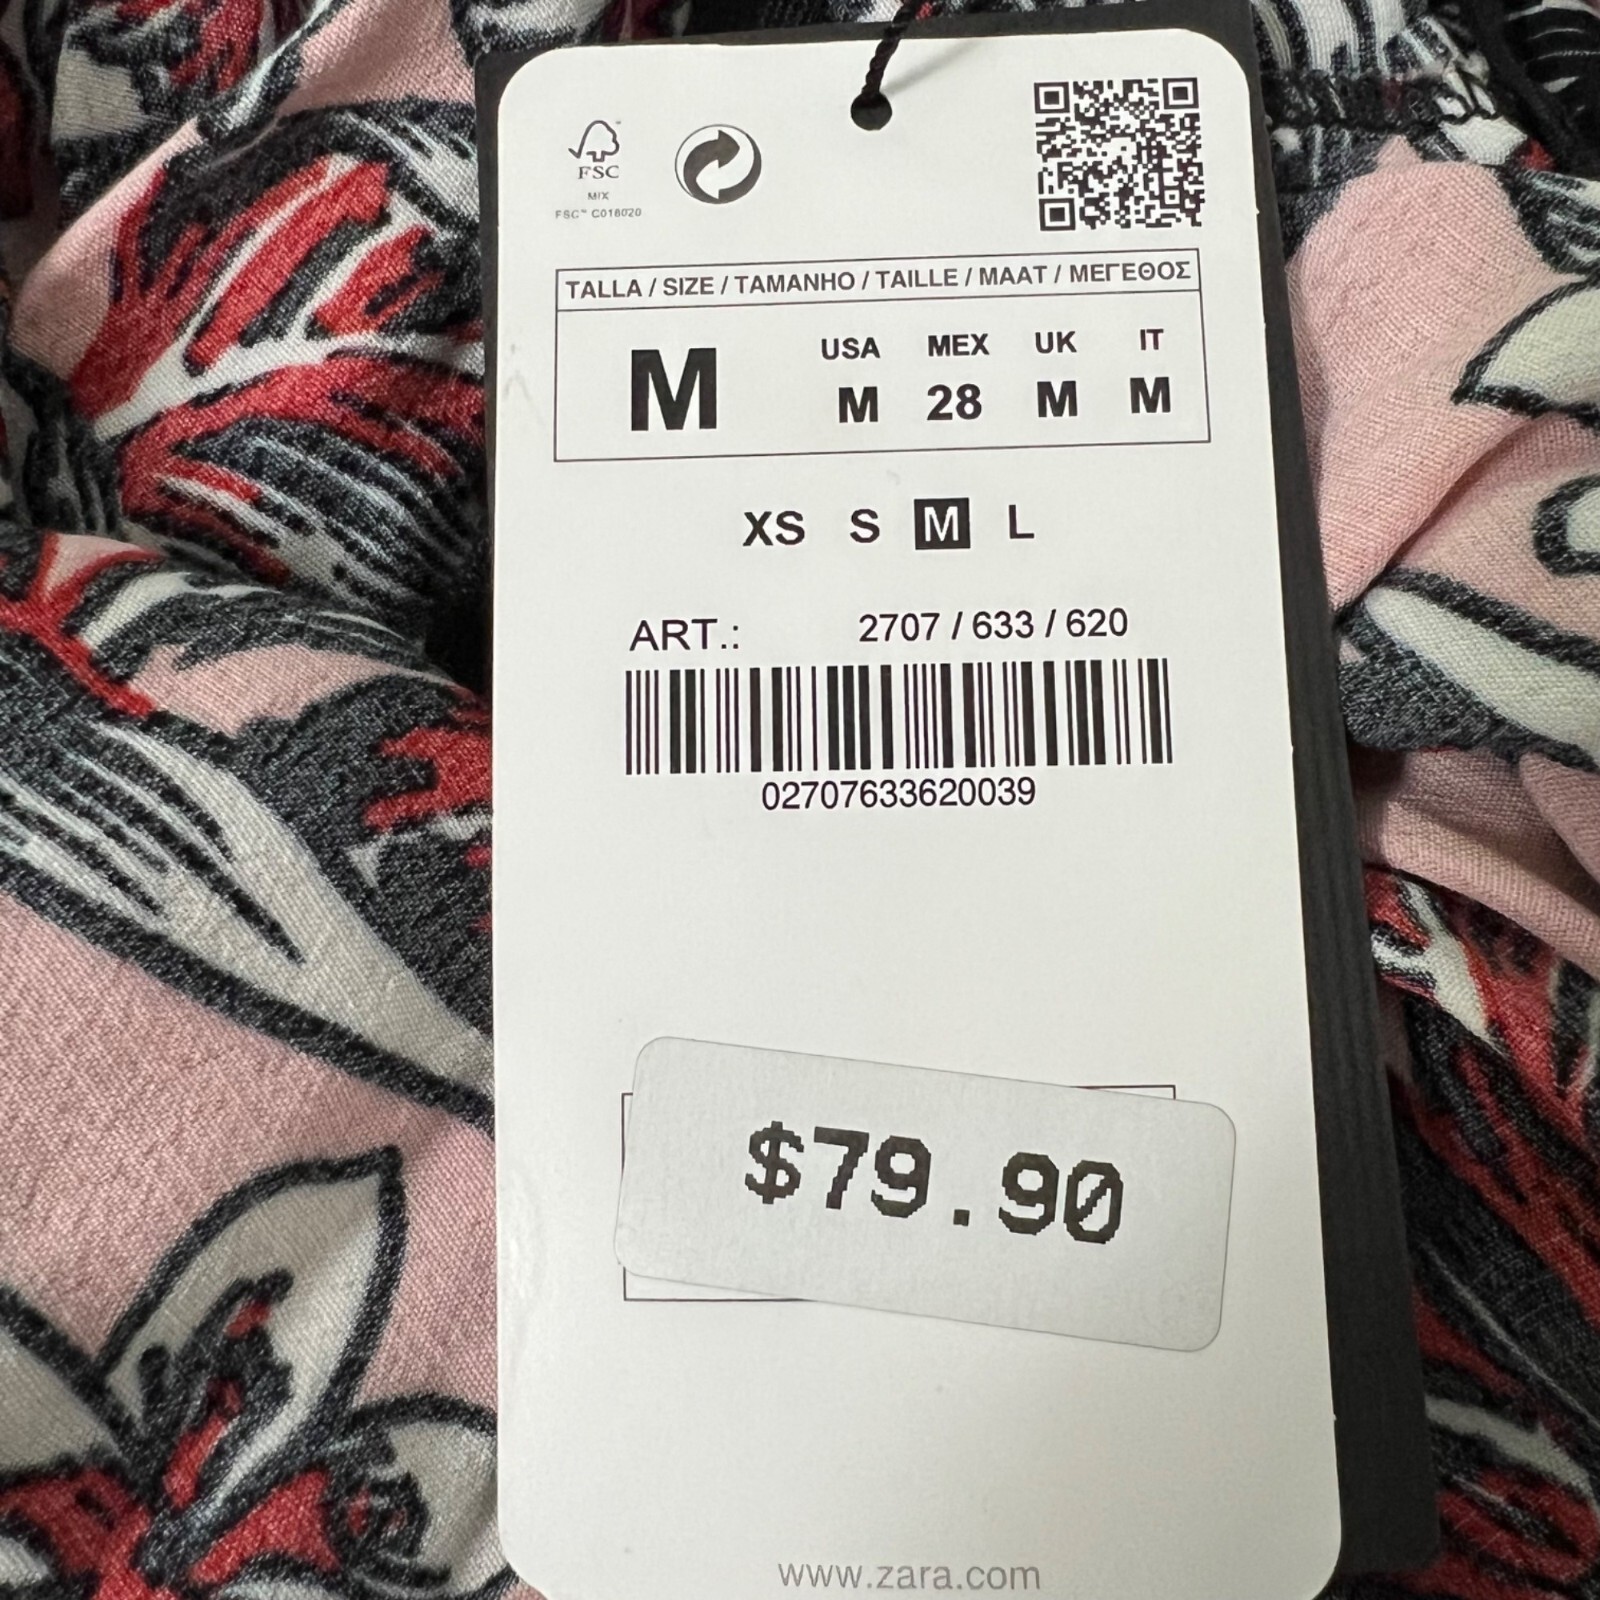 FSC
MIX
FSC™ C018020
TALLA / SIZE / TAMANHO / TAILLE / MAAT / ΜΕΓΕΘΟΣ
M
USA MEX UK IT
M 28 M M
XS S M L
ART.: 2707 / 633 / 620
02707633620039
$79.90
www.zara.com